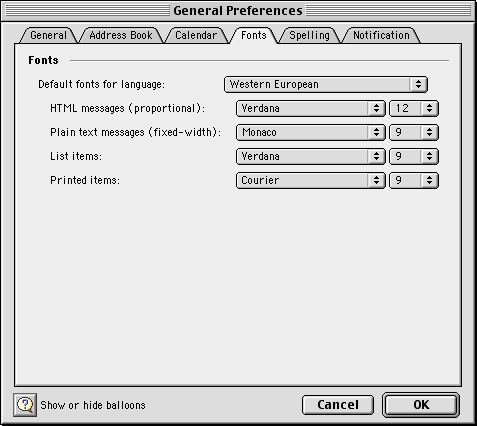 General Preferences
General Address Book Calendar Fonts Spelling Notification
Fonts
Default fonts for language: Western European
HTML messages (proportional): Verdana 12
Plain text messages (fixed-width): Monaco 9
List items: Verdana 9
Printed items: Courier 9
Show or hide balloons Cancel OK